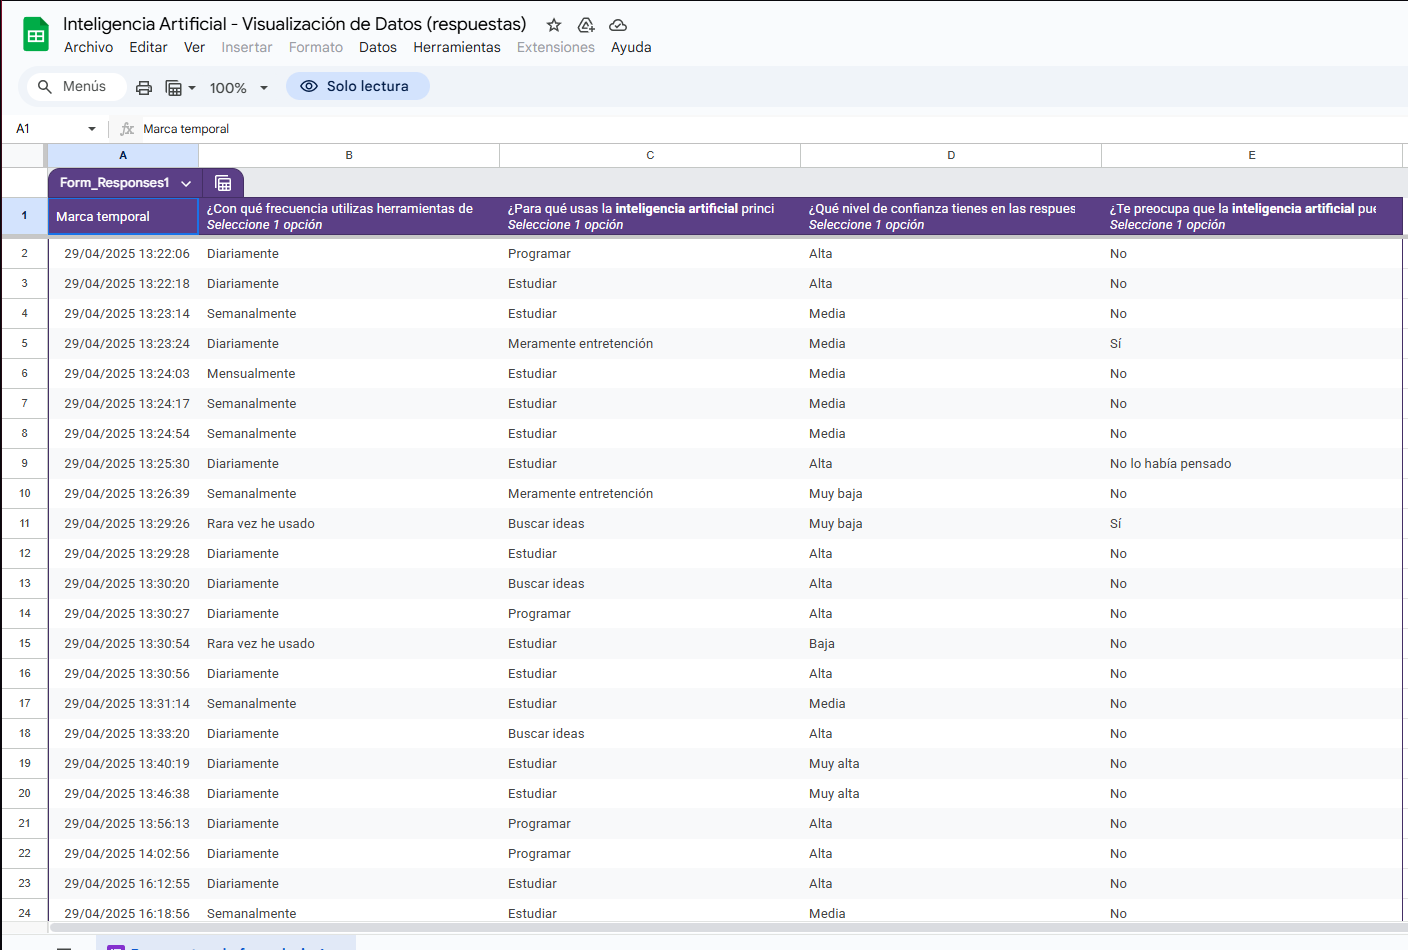 Inteligencia Artificial - Visualización de Datos (respuestas)
Archivo Editar Ver Insertar Formato Datos Herramientas Extensiones Ayuda
Menús 100% Solo lectura
A1 fx Marca temporal
A B C D E
Form_Responses1
1 Marca temporal ¿Con qué frecuencia utilizas herramientas de ¿Para qué usas la inteligencia artificial princi ¿Qué nivel de confianza tienes en las respues ¿Te preocupa que la inteligencia artificial pue
Seleccione 1 opción Seleccione 1 opción Seleccione 1 opción Seleccione 1 opción
2 29/04/2025 13:22:06 Diariamente Programar Alta No
3 29/04/2025 13:22:18 Diariamente Estudiar Alta No
4 29/04/2025 13:23:14 Semanalmente Estudiar Media No
5 29/04/2025 13:23:24 Diariamente Meramente entretención Media Sí
6 29/04/2025 13:24:03 Mensualmente Estudiar Media No
7 29/04/2025 13:24:17 Semanalmente Estudiar Media No
8 29/04/2025 13:24:54 Semanalmente Estudiar Media No
9 29/04/2025 13:25:30 Diariamente Estudiar Alta No lo había pensado
10 29/04/2025 13:26:39 Semanalmente Meramente entretención Muy baja No
11 29/04/2025 13:29:26 Rara vez he usado Buscar ideas Muy baja Sí
12 29/04/2025 13:29:28 Diariamente Estudiar Alta No
13 29/04/2025 13:30:20 Diariamente Buscar ideas Alta No
14 29/04/2025 13:30:27 Diariamente Programar Alta No
15 29/04/2025 13:30:54 Rara vez he usado Estudiar Baja No
16 29/04/2025 13:30:56 Diariamente Estudiar Alta No
17 29/04/2025 13:31:14 Semanalmente Estudiar Media No
18 29/04/2025 13:33:20 Diariamente Buscar ideas Alta No
19 29/04/2025 13:40:19 Diariamente Estudiar Muy alta No
20 29/04/2025 13:46:38 Diariamente Estudiar Muy alta No
21 29/04/2025 13:56:13 Diariamente Programar Alta No
22 29/04/2025 14:02:56 Diariamente Programar Alta No
23 29/04/2025 16:12:55 Diariamente Estudiar Alta No
24 29/04/2025 16:18:56 Semanalmente Estudiar Media No